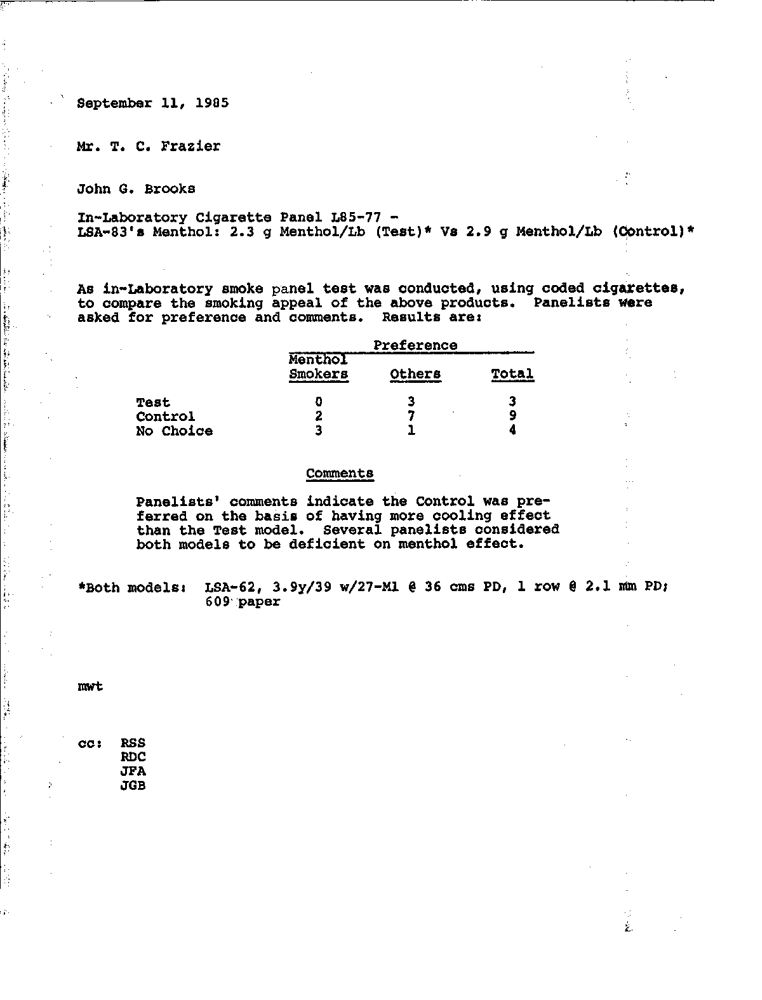 September 11, 1985
Mr. T. C. Frazier
John G. Brooks
In-Laboratory Cigarette Panel L85-77 -
LSA-83's Menthol: 2.3 g Menthol/Lb (Test)* Vs 2.9 g Menthol/Lb (Control)*
As in-Laboratory smoke panel test was conducted, using coded cigarettes,
to compare the smoking appeal of the above products. Panelists were
asked for preference and comments. Results are:
Preference
Menthol
Smokers Others Total
Test 0 3 3
Control 2 7 9
No Choice 3 1 4
Comments
Panelists' comments indicate the Control was pre-
ferred on the basis of having more cooling effect
than the Test model. Several panelists considered
both models to be deficient on menthol effect.
*Both models: LSA-62, 3.9y/39 w/27-M1 @ 36 cms PD, 1 row @ 2.1 mm PD;
609 paper
mwt
cc: RSS
RDC
JFA
JGB